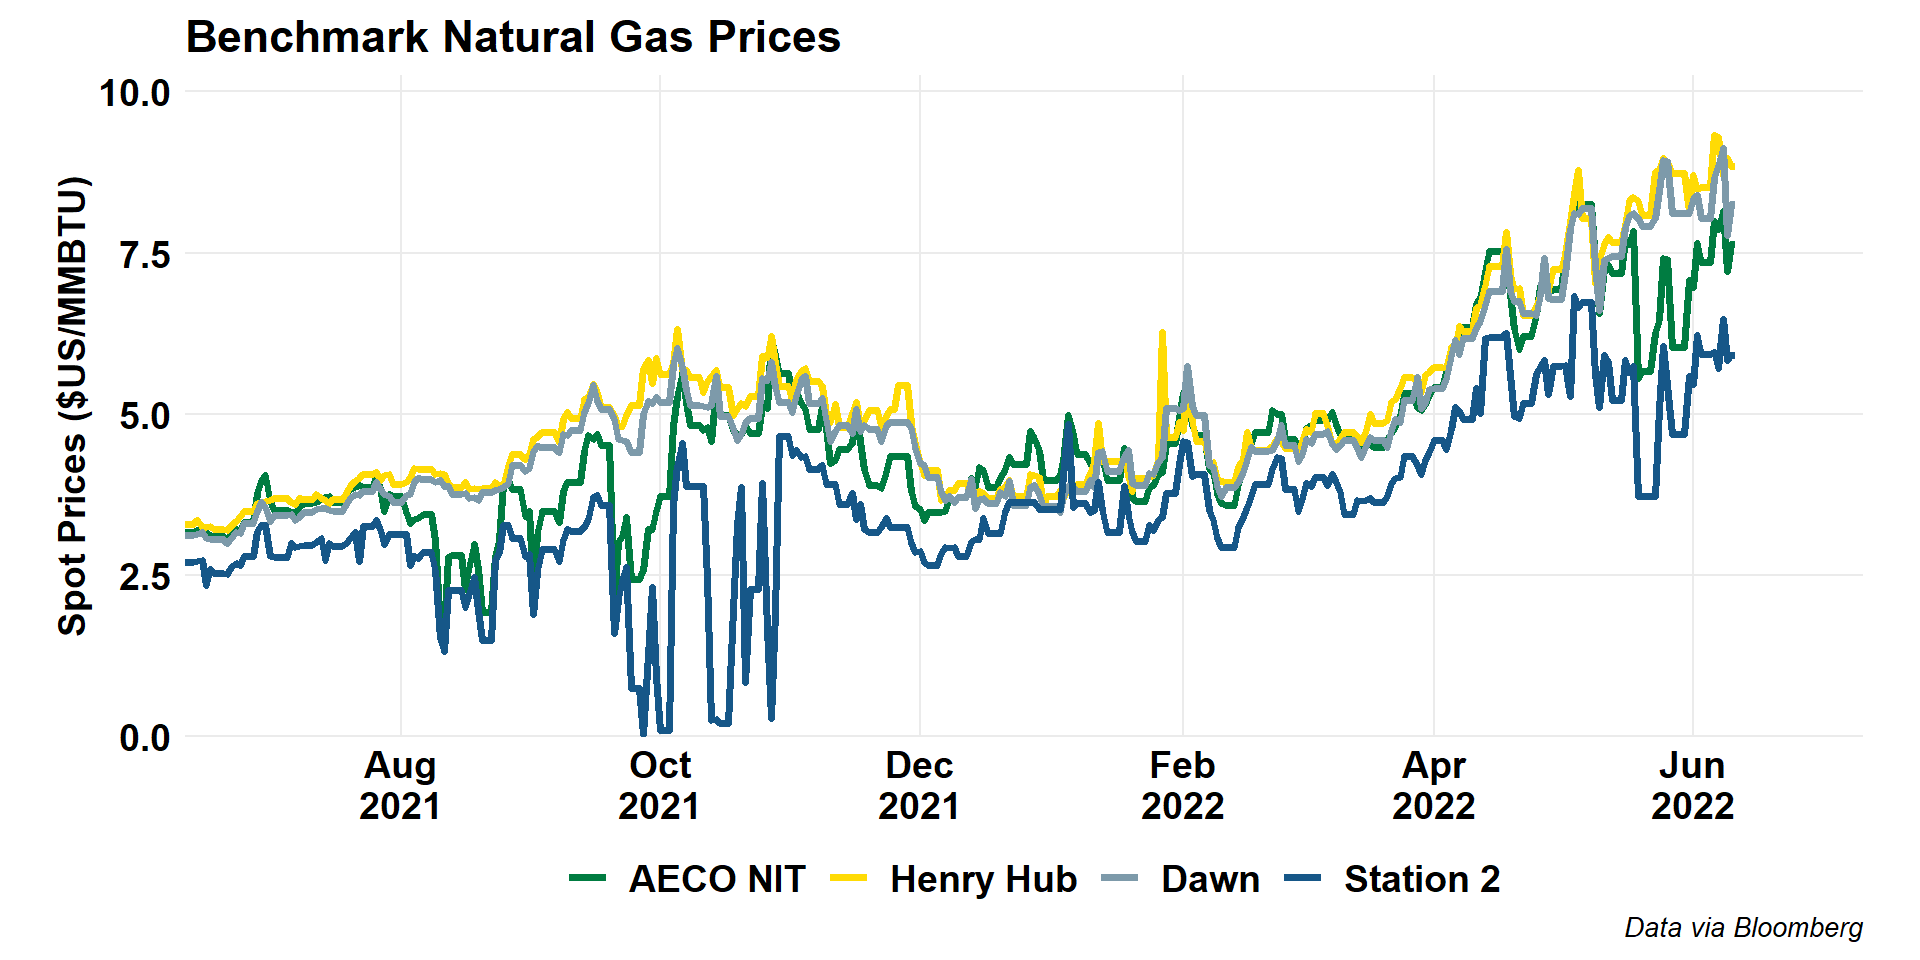 Benchmark Natural Gas Prices
Spot Prices ($US/MMBTU)
10.0
7.5
5.0
2.5
0.0
Aug
2021
Oct
2021
Dec
2021
Feb
2022
Apr
2022
Jun
2022
AECO NIT
Henry Hub
Dawn
Station 2
Data via Bloomberg